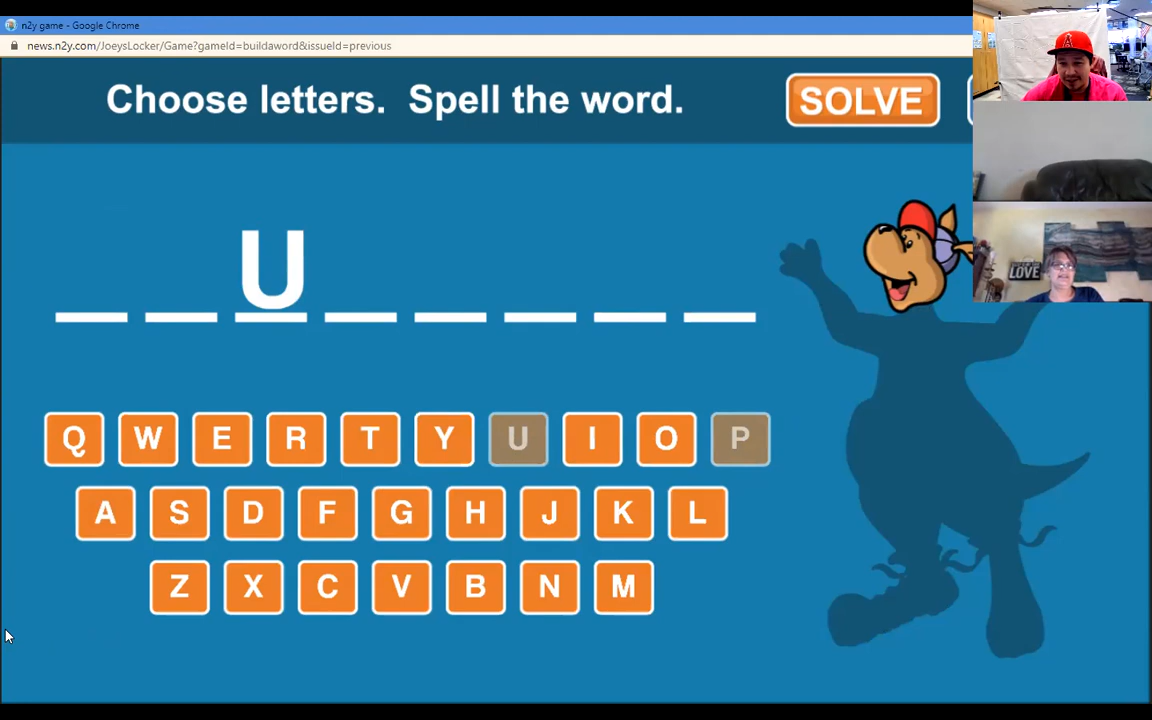 n2y game - Google Chrome
news.n2y.com/JoeysLocker/Game?gameId=buildaword&issueId=previous
Choose letters. Spell the word.
SOLVE
U
Q W E R T Y U I O P
A S D F G H J K L
Z X C V B N M
A
LOVE